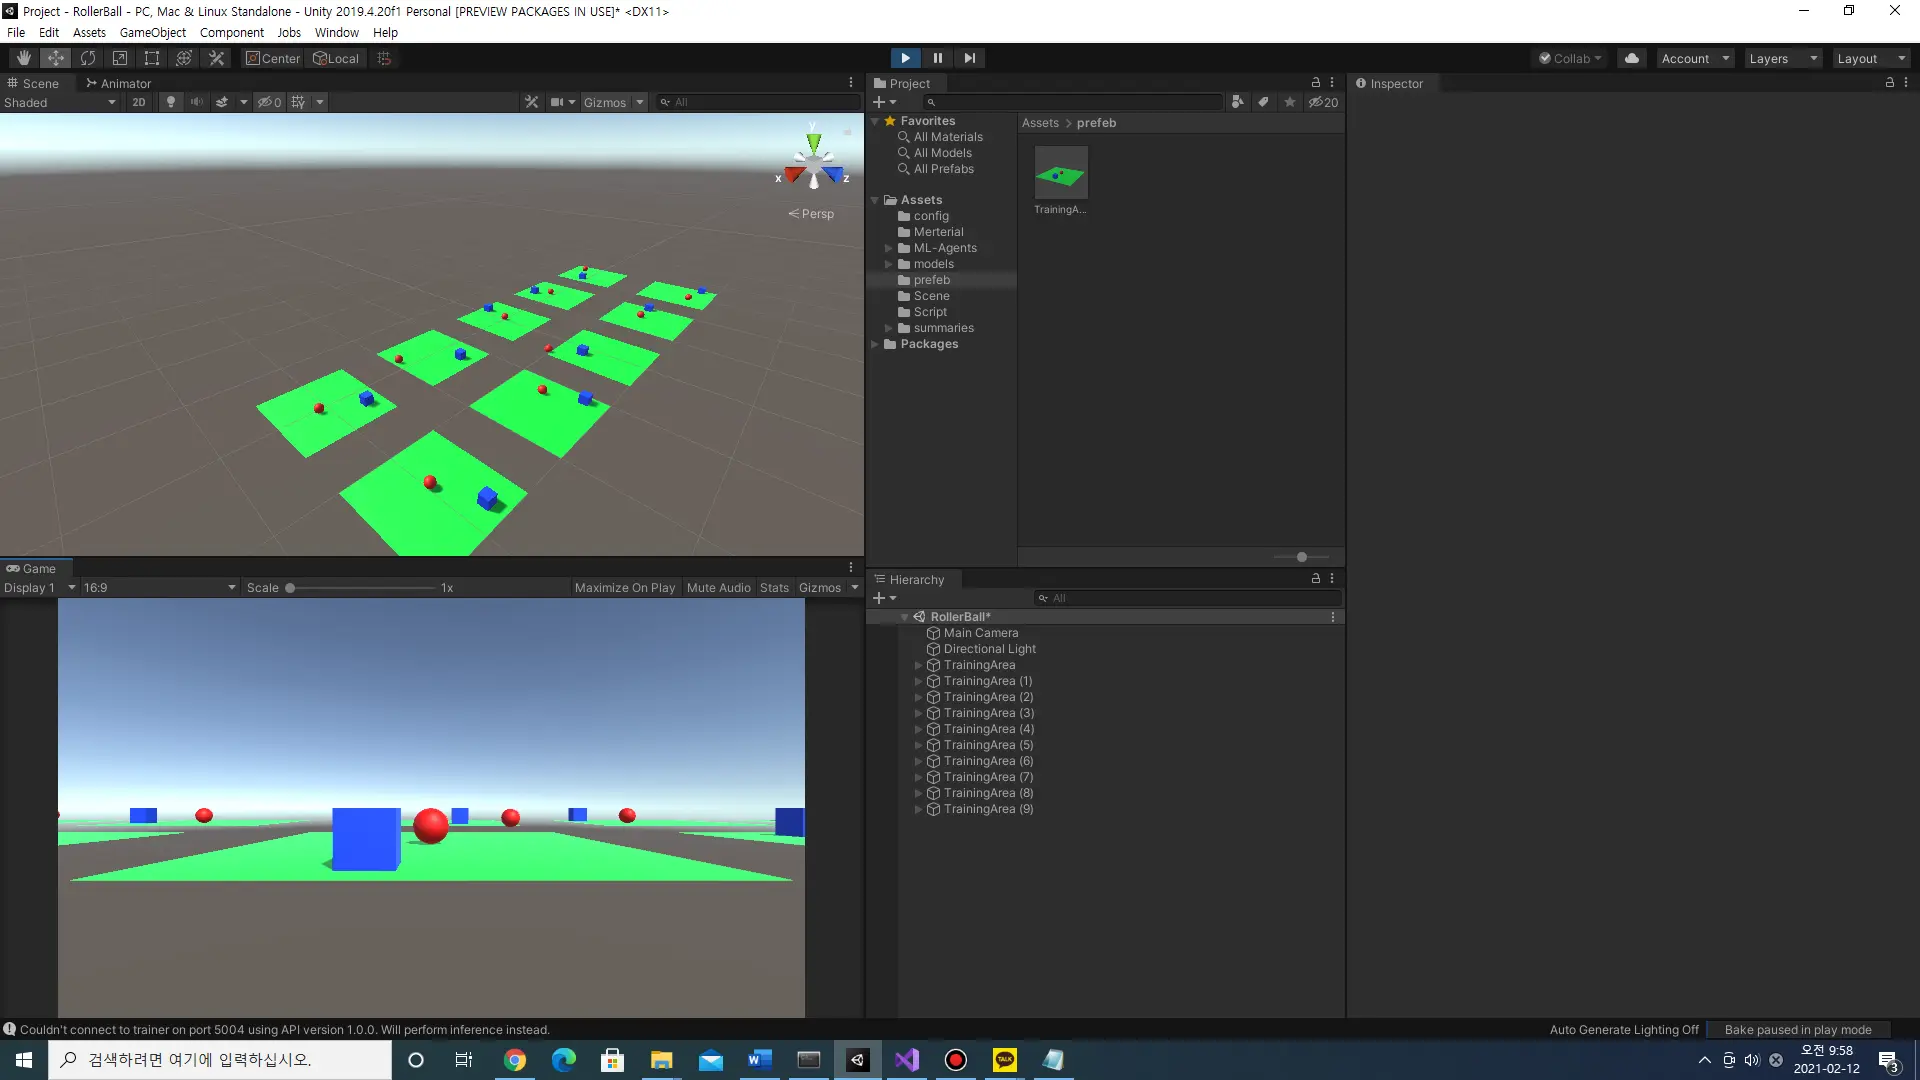 Project - RollerBall - PC, Mac & Linux Standalone - Unity 2019.4.20f1 Personal [PREVIEW PACKAGES IN USE]* <DX11>
File Edit Assets GameObject Component Jobs Window Help
Center Local Collab Account Layers Layout
Scene Animator
Shaded 2D 0 Gizmos All
y
x z
Persp
Game
Display 1 16:9 Scale 1x Maximize On Play Mute Audio Stats Gizmos
Project
20
Favorites
All Materials
All Models
All Prefabs
Assets
config
Merterial
ML-Agents
models
prefeb
Scene
Script
summaries
Packages
Assets > prefeb
TrainingA...
Hierarchy
All
RollerBall*
Main Camera
Directional Light
TrainingArea
TrainingArea (1)
TrainingArea (2)
TrainingArea (3)
TrainingArea (4)
TrainingArea (5)
TrainingArea (6)
TrainingArea (7)
TrainingArea (8)
TrainingArea (9)
Inspector
Couldn't connect to trainer on port 5004 using API version 1.0.0. Will perform inference instead.
Auto Generate Lighting Off Bake paused in play mode
검색하려면 여기에 입력하십시오.
TALK
오전 9:58
2021-02-12
3